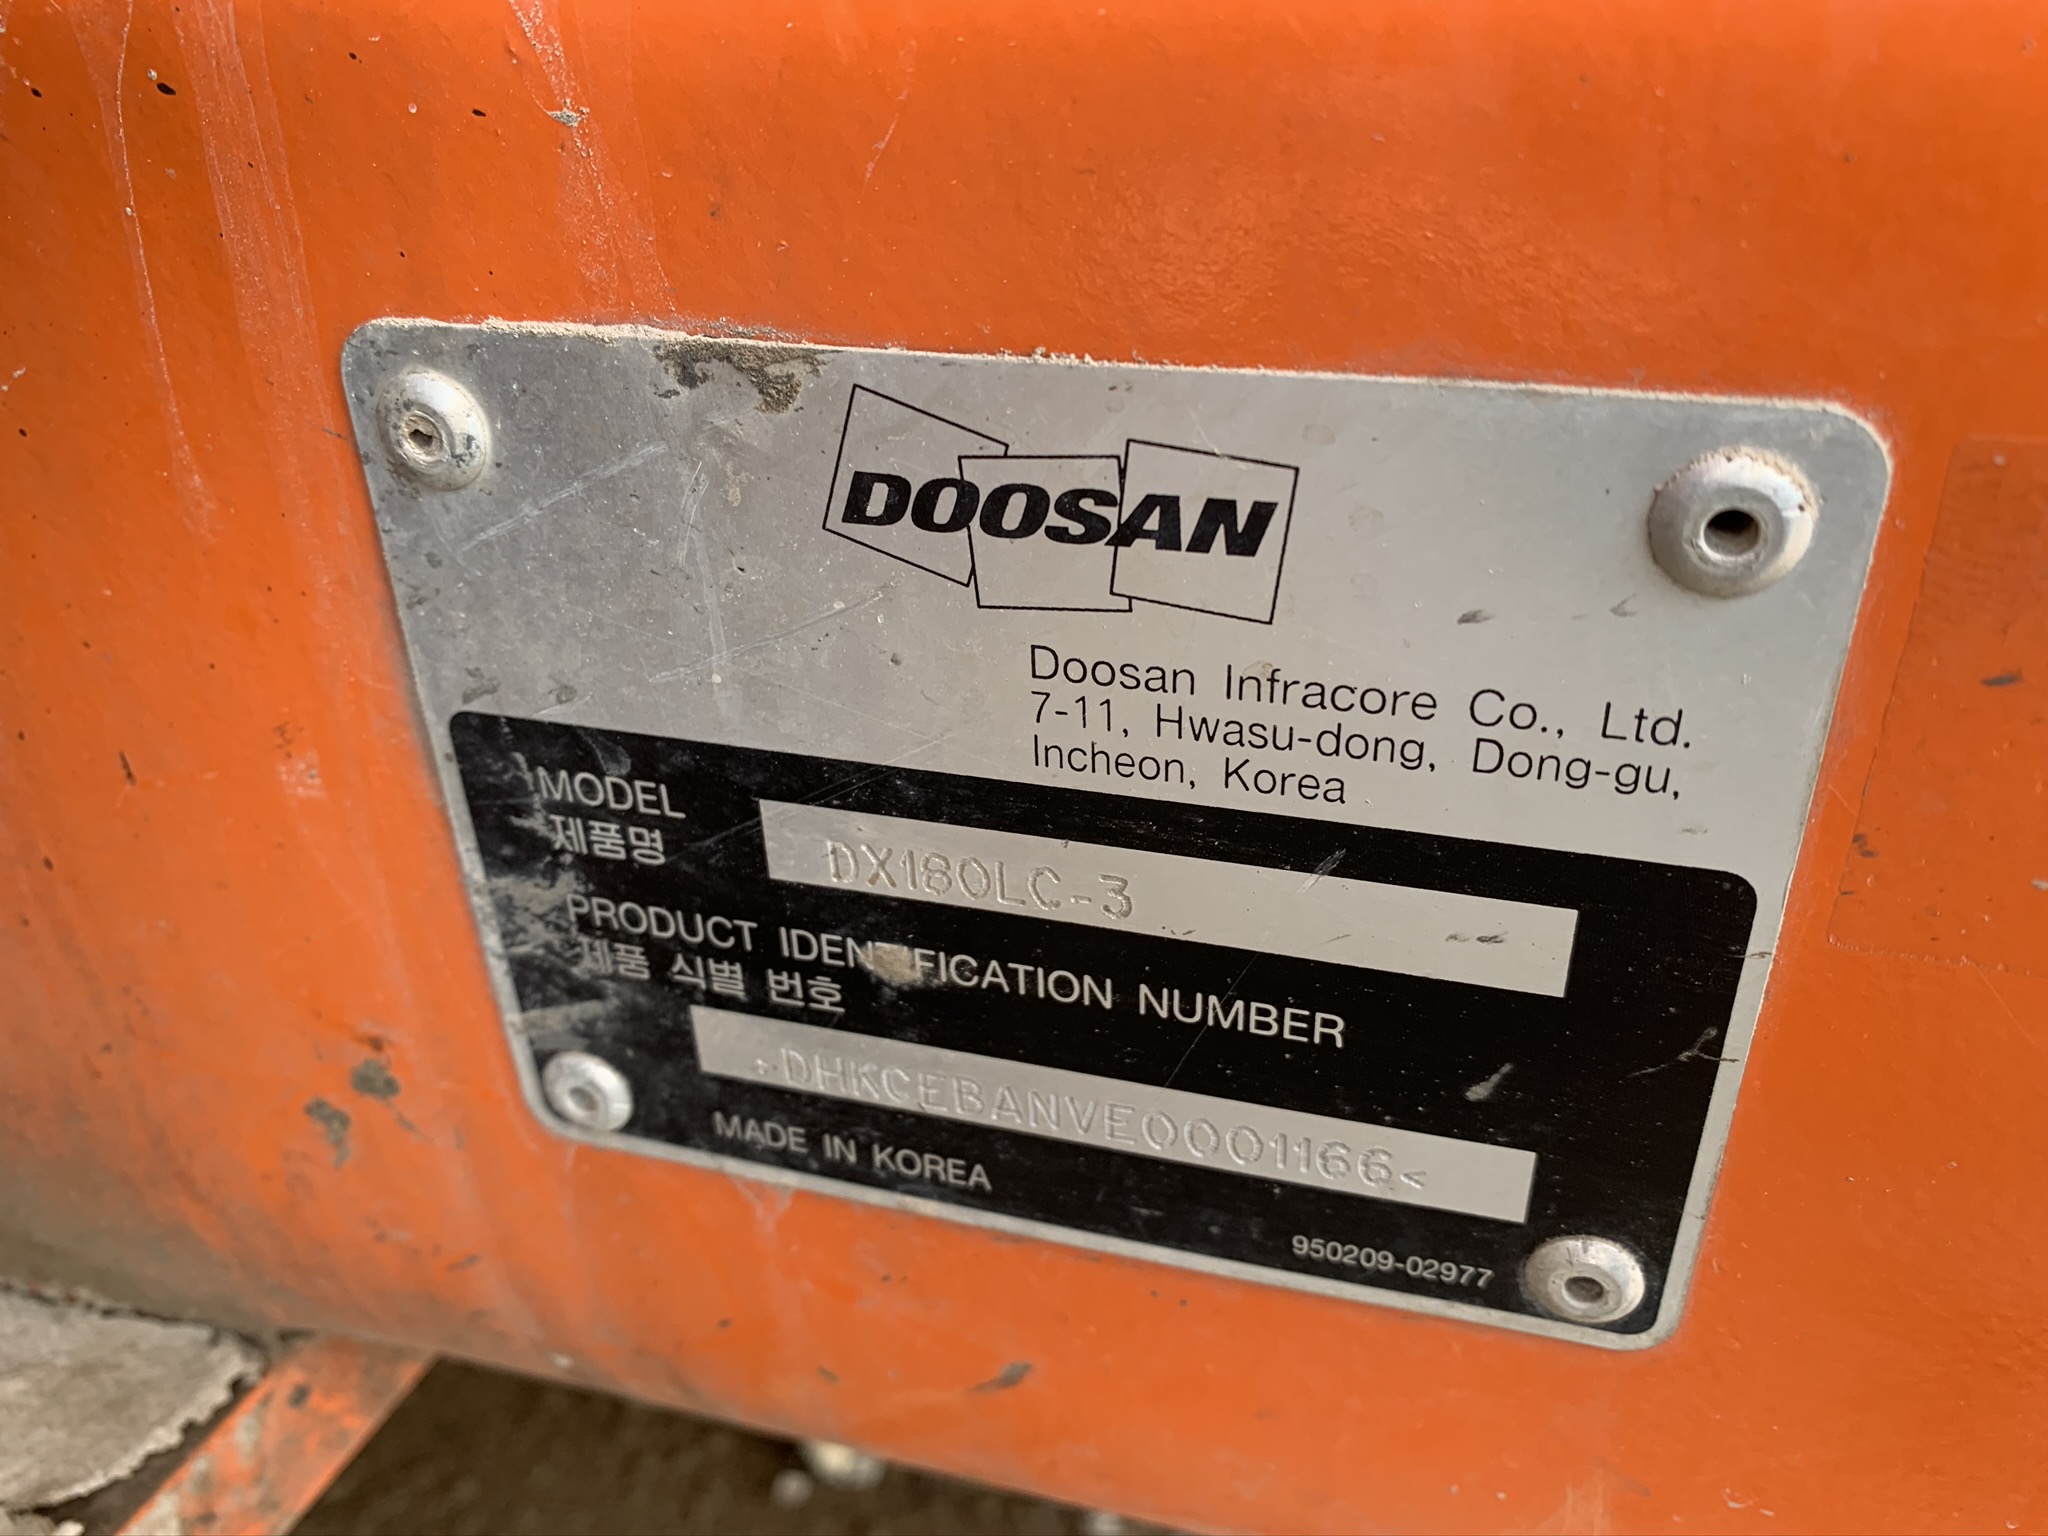 DOOSAN
Doosan Infracore Co., Ltd.
7-11, Hwasu-dong, Dong-gu,
Incheon, Korea
MODEL
제품명
DX180LC-3
PRODUCT IDENTIFICATION NUMBER
제품 식별 번호
>DHKCEBANVE0001166<
MADE IN KOREA
950209-02977